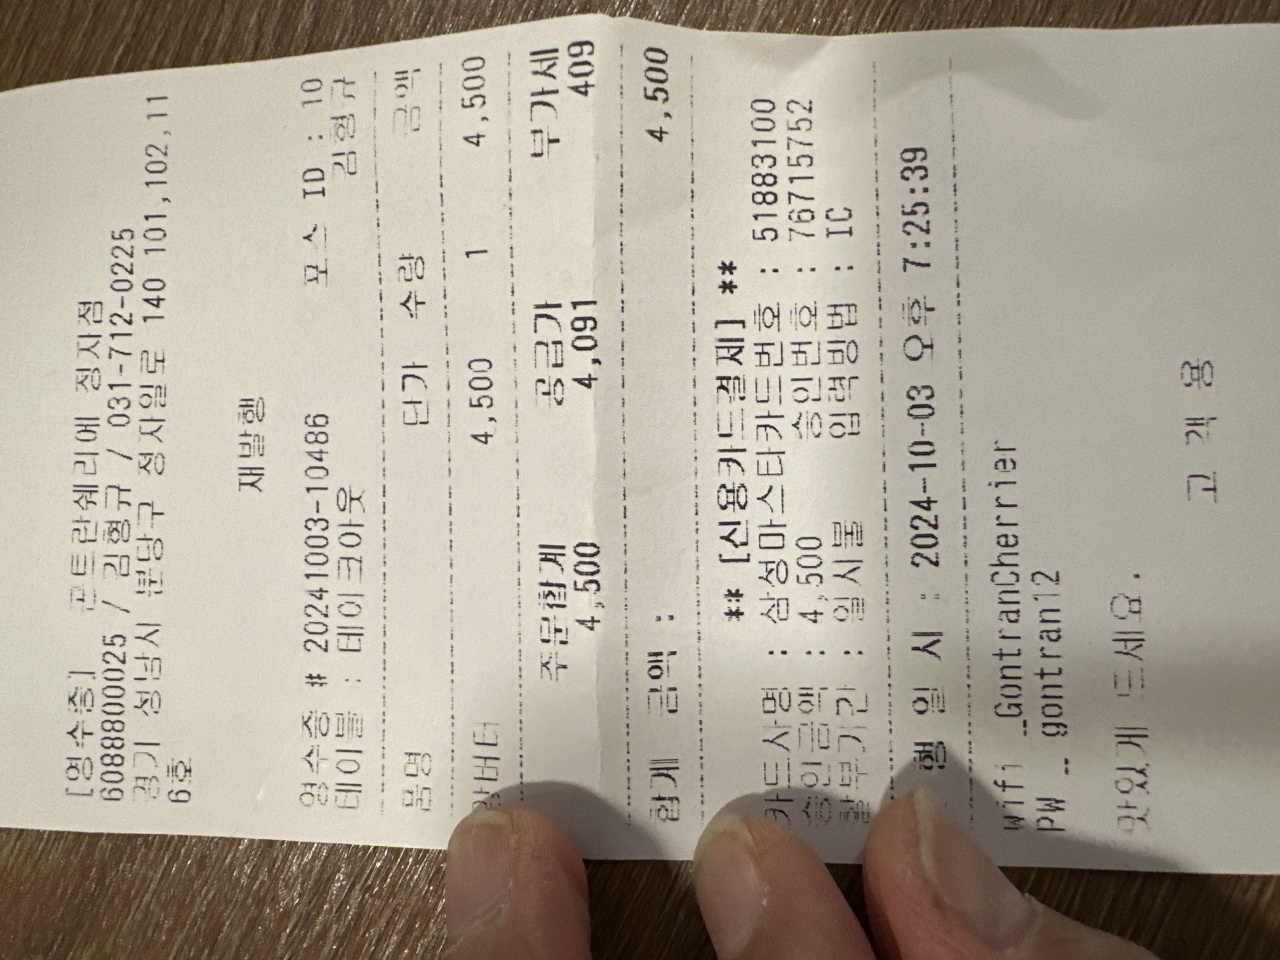 [영수증] 곤트란쉐리에 정자점
6088800025 / 김형규 / 031-712-0225
경기 성남시 분당구 정자일로 140 101,102,11
6호
재발행
영수증 # 20241003-10486 포스 ID : 10
테이블 : 테이크아웃 김형규
품명 단가 수량 금액
앙버터 4,500 1 4,500
주문합계 공급가 부가세
4,500 4,091 409
합계 금액 : 4,500
** [신용카드결제] **
카드사명 : 삼성마스타카드번호 : 51883100
승인금액 : 4,500 승인번호 : 76715752
할부기간 : 일시불 입력방법 : IC
행 일 시 : 2024-10-03 오후 7:25:39
wifi _GontranCherrier
PW _ gontran12
맛있게 드세요.
고 객 용